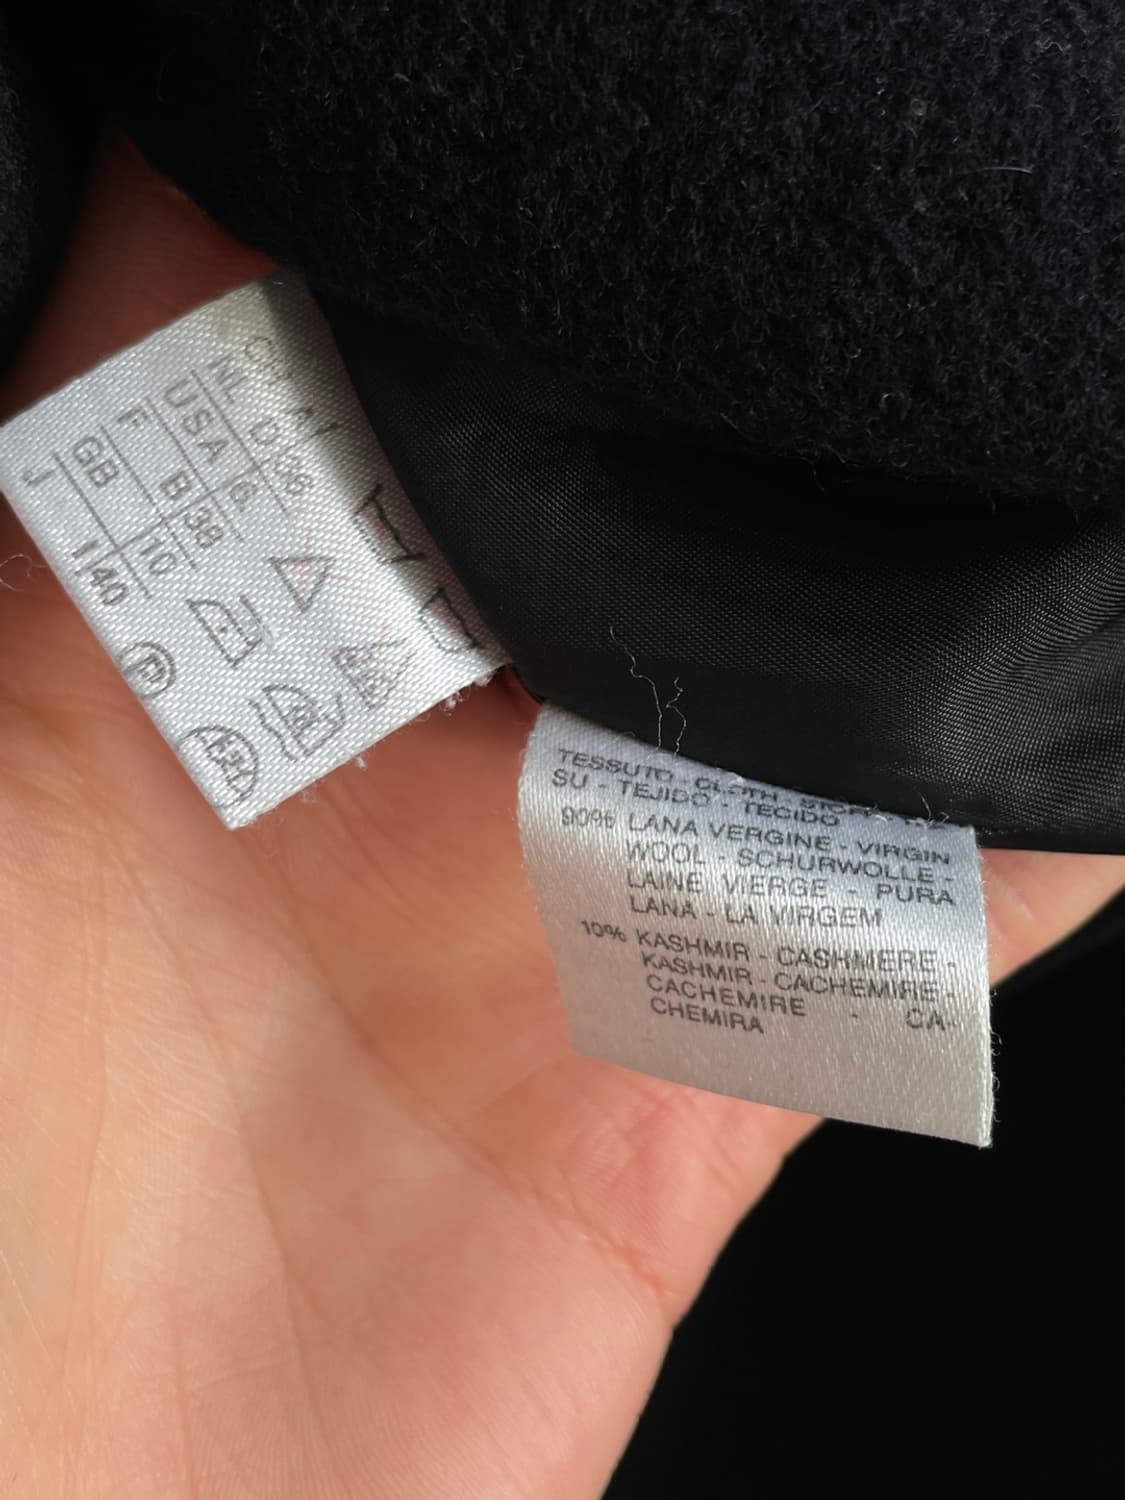 NL D 36
USA 6
F B 38
GB 10
J 140
P
TESSUTO - CLOTH - STOFF -
SU - TEJIDO - TECIDO
90% LANA VERGINE - VIRGIN
WOOL - SCHURWOLLE -
LAINE VIERGE - PURA
LANA - LA VIRGEM
10% KASHMIR - CASHMERE -
KASHMIR - CACHEMIRE -
CACHEMIRE - CA-
CHEMIRA